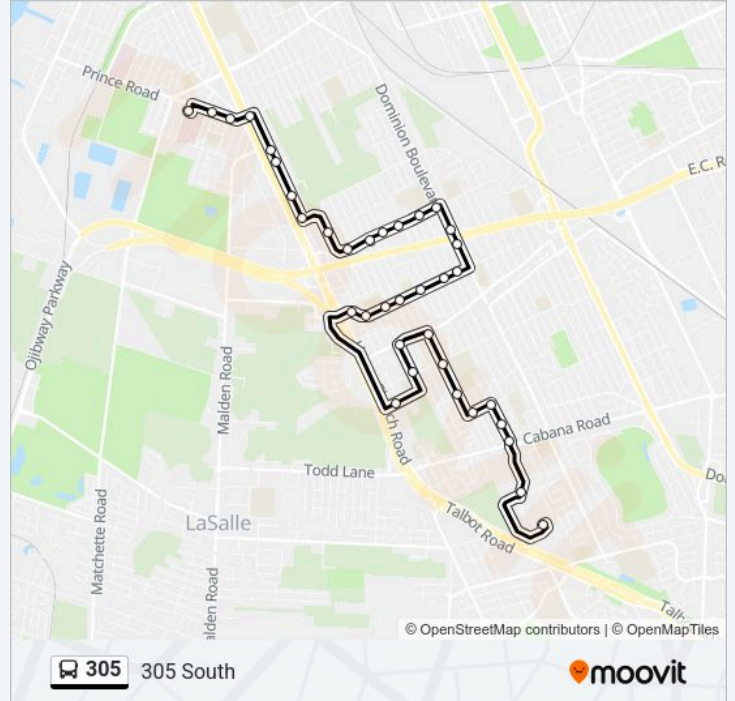 Prince Road
Dominion Boulevar
E.C. R
Ojibway Parkway
Malden Road
ch Road
Cabana Road
Do
Todd Lane
Matchette Road
LaSalle
Talbot Road
alden Road
Talb
© OpenStreetMap contributors | © OpenMapTiles
305 305 South
moovit